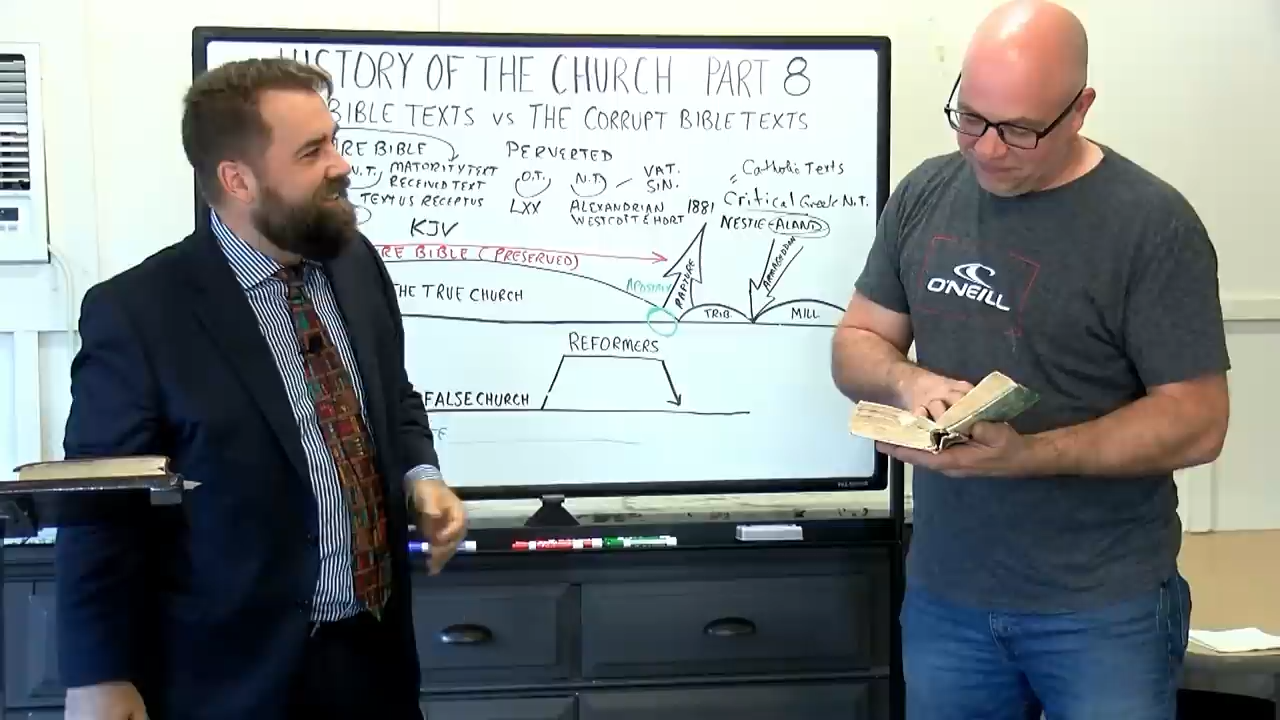 HISTORY OF THE CHURCH PART 8
BIBLE TEXTS VS THE CORRUPT BIBLE TEXTS
RE BIBLE
N.T.,
MAJORITY TEXT
RECEIVED TEXT
TEXTUS RECEPTUS
KJV
PERVERTED
O.T.,
LXX
N.T.
VAT.
SIN.
ALEXANDRIAN
WESTCOTT & HORT
1881
= Catholic Texts
Critical Greek N.T.
NESTLE-ALAND
RE BIBLE (PRESERVED)
THE TRUE CHURCH
APOSTASY
RAPTURE
TRIB.
ARMAGEDDON
MILL
REFORMERS
FALSE CHURCH
O'NEILL